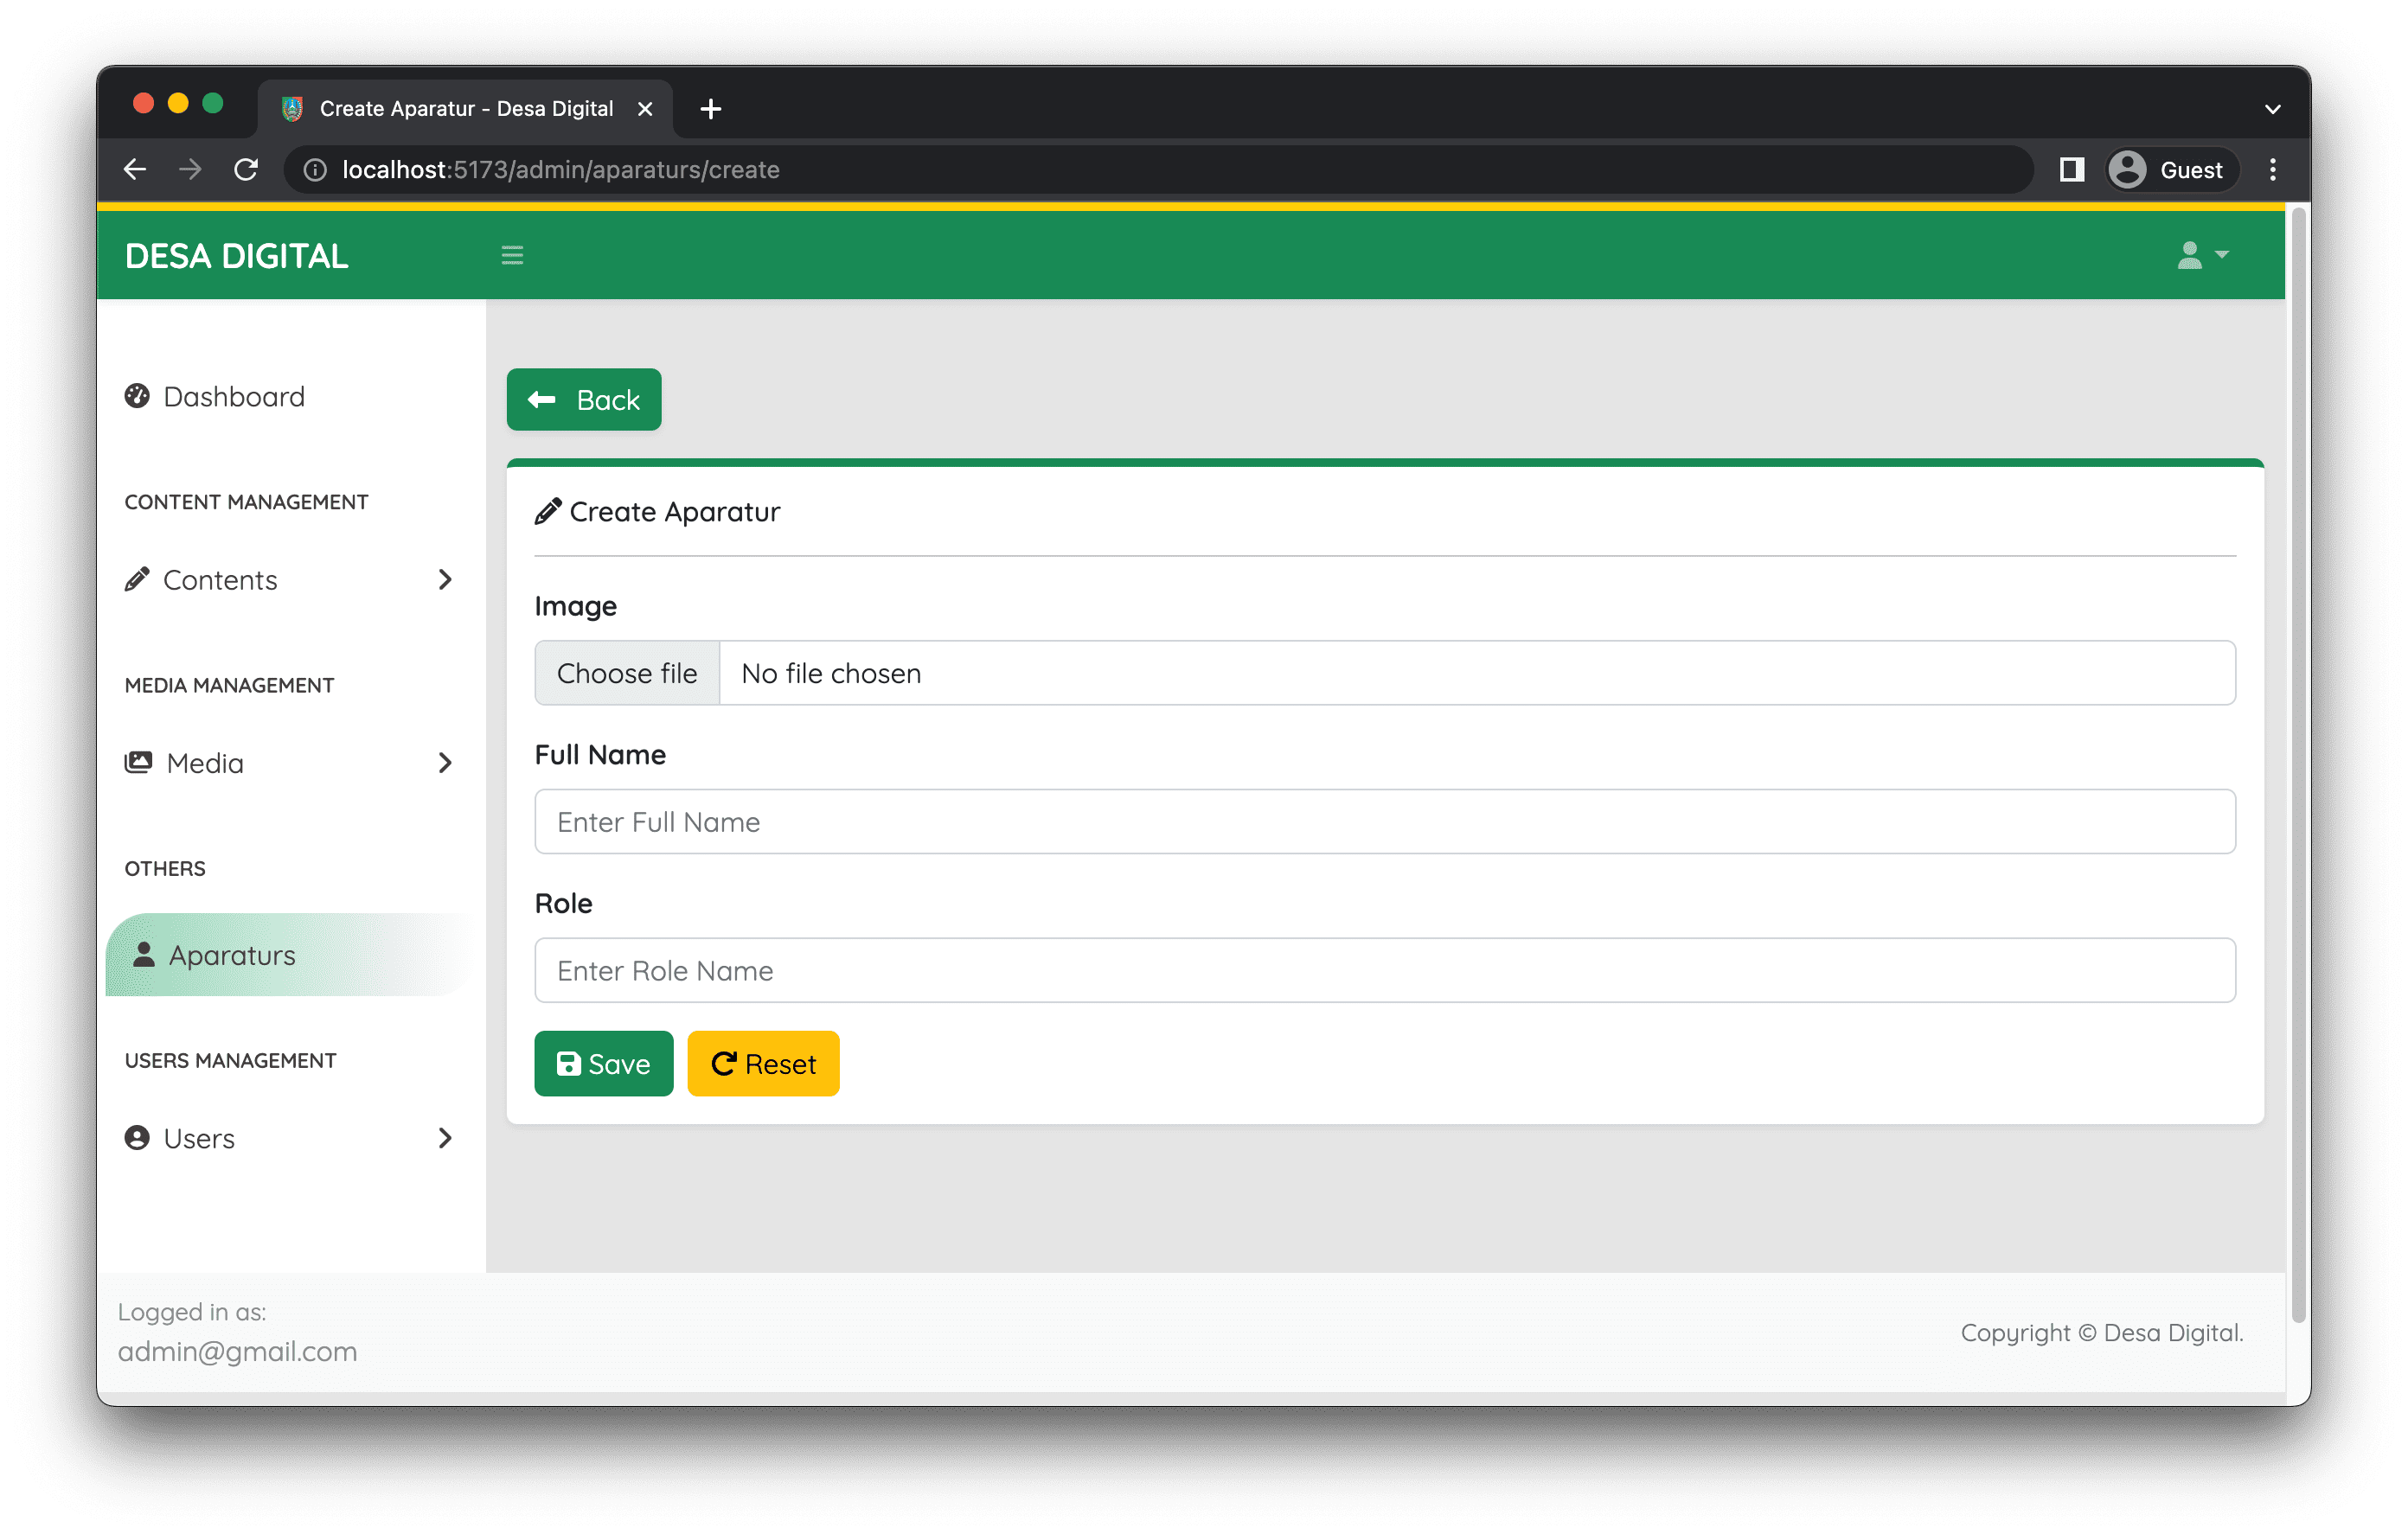 Create Aparatur - Desa Digital
localhost:5173/admin/aparaturs/create
Guest
DESA DIGITAL
Dashboard
CONTENT MANAGEMENT
Contents
MEDIA MANAGEMENT
Media
OTHERS
Aparaturs
USERS MANAGEMENT
Users
Back
Create Aparatur
Image
Choose file No file chosen
Full Name
Enter Full Name
Role
Enter Role Name
Save Reset
Logged in as:
admin@gmail.com
Copyright © Desa Digital.